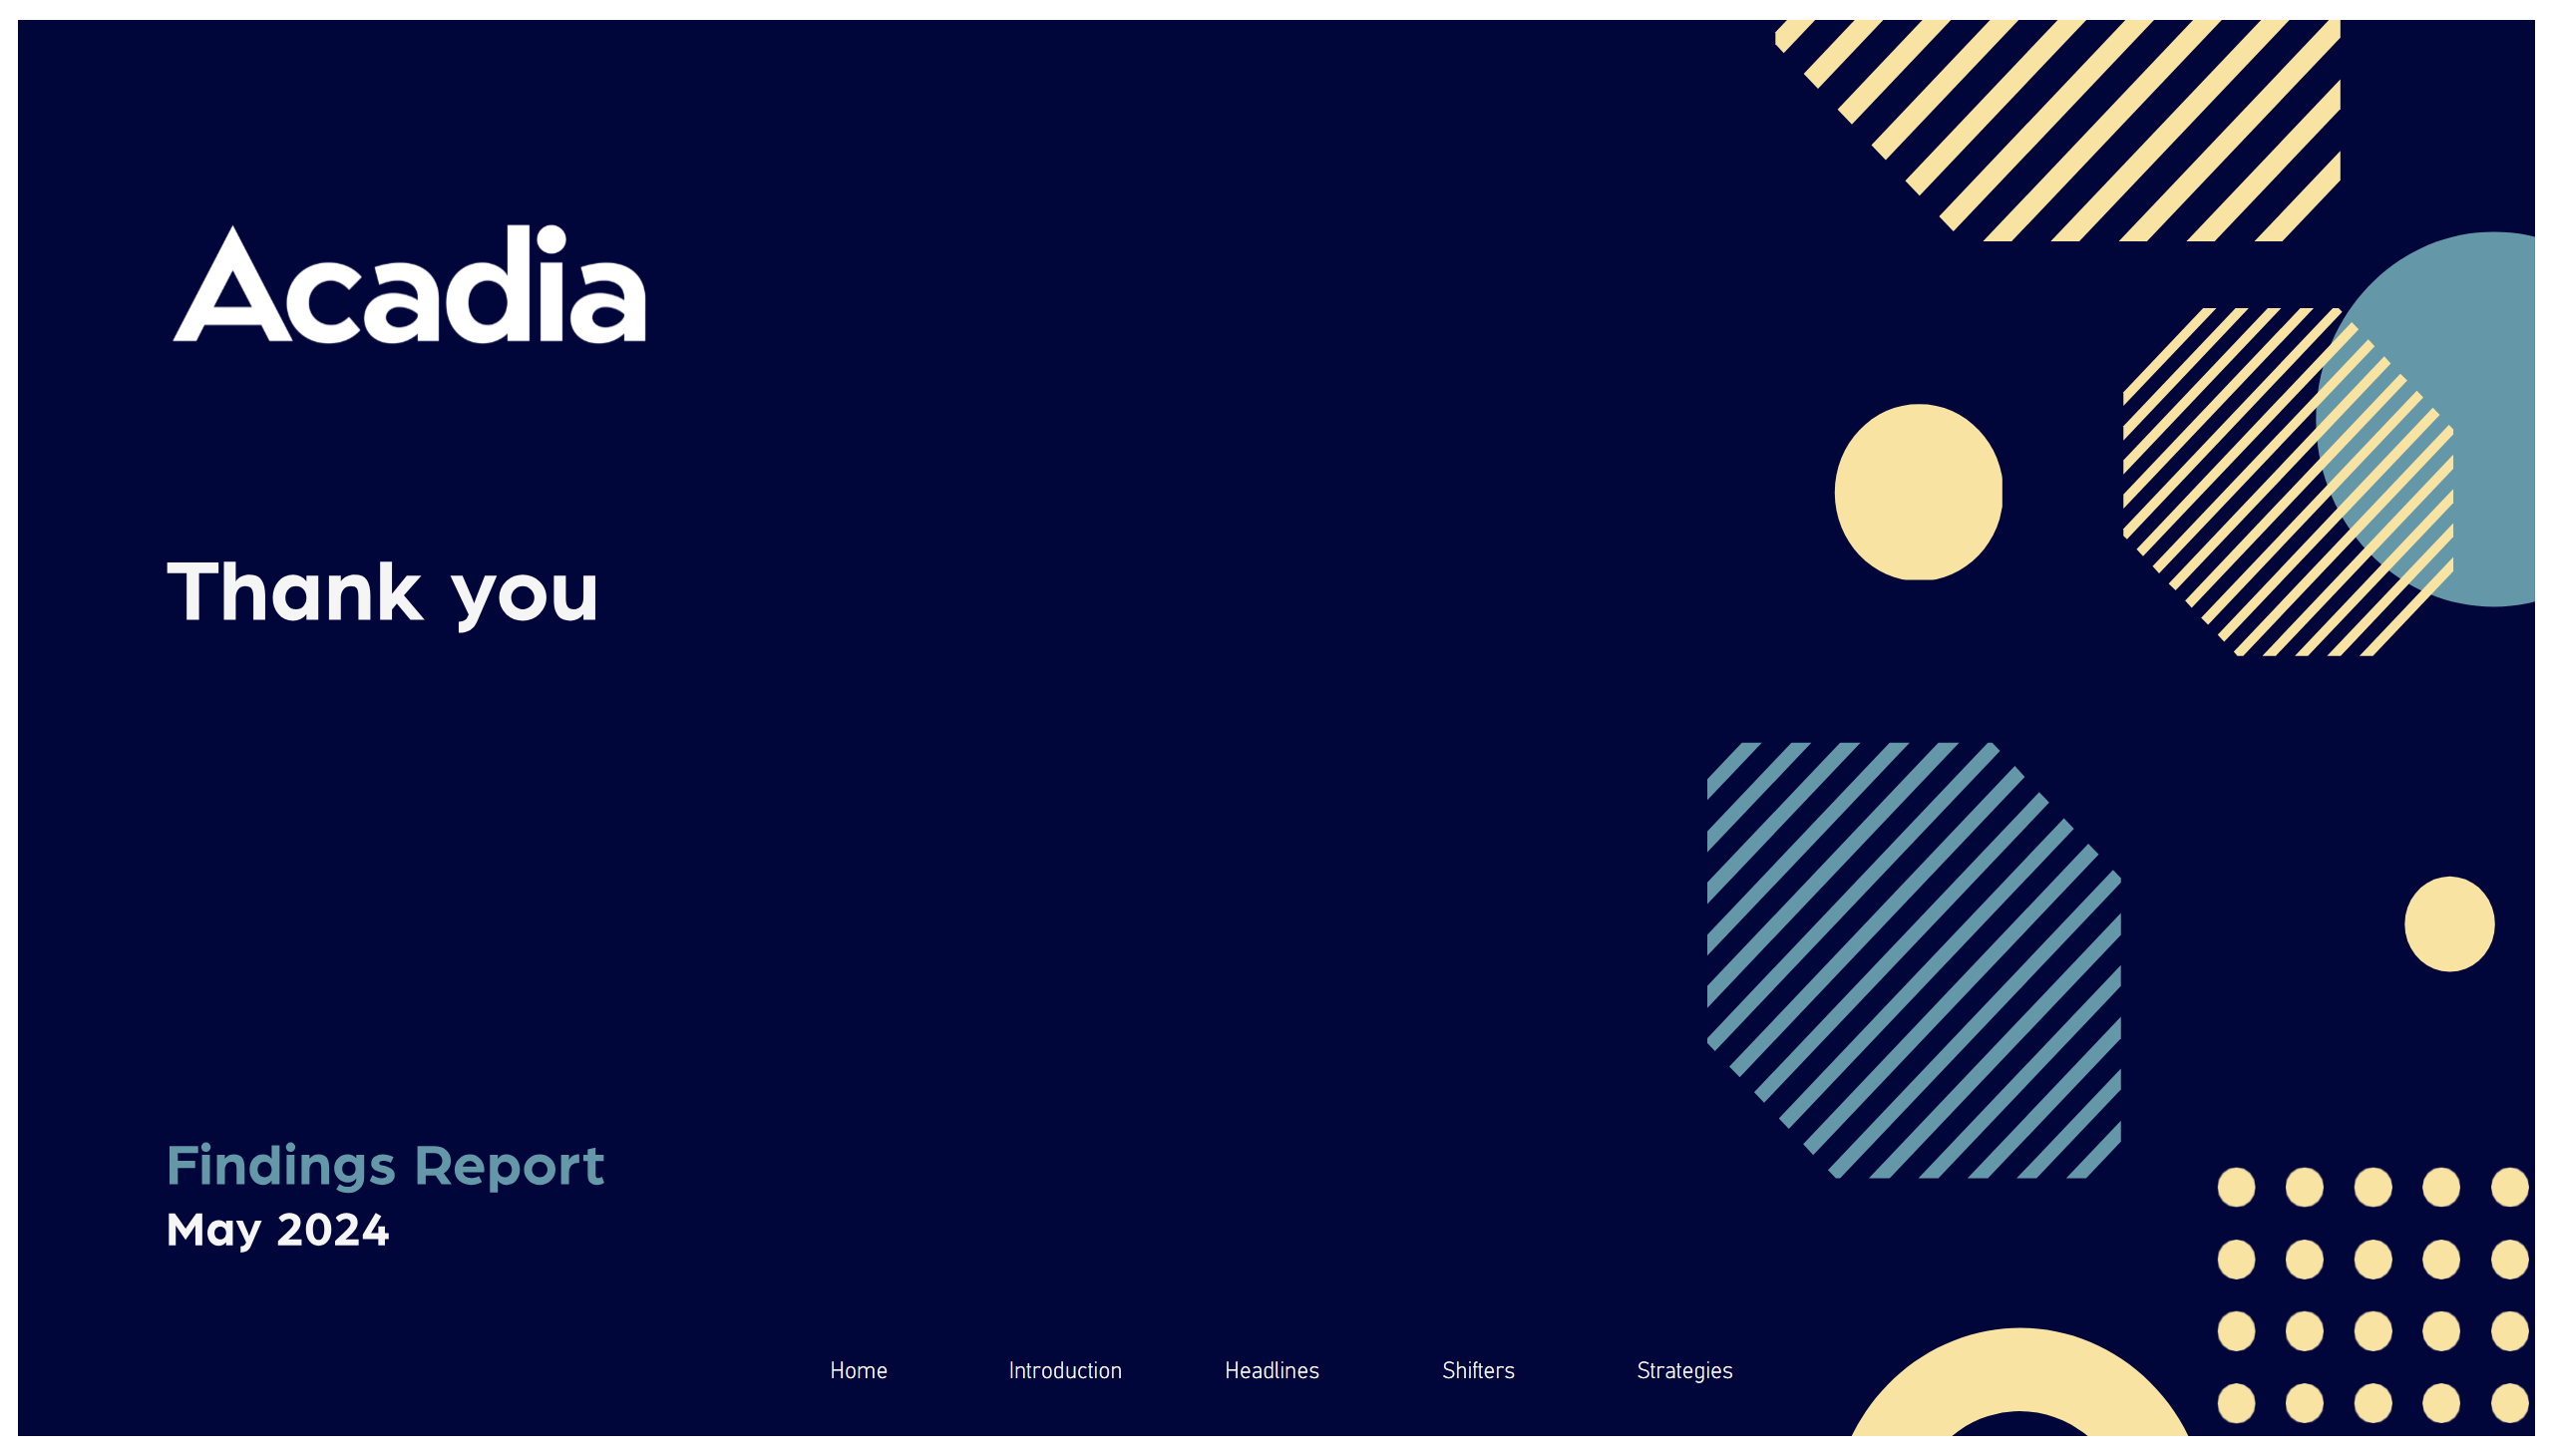 Acadia
Thank you
Findings Report
May 2024
Home Introduction Headlines Shifters Strategies